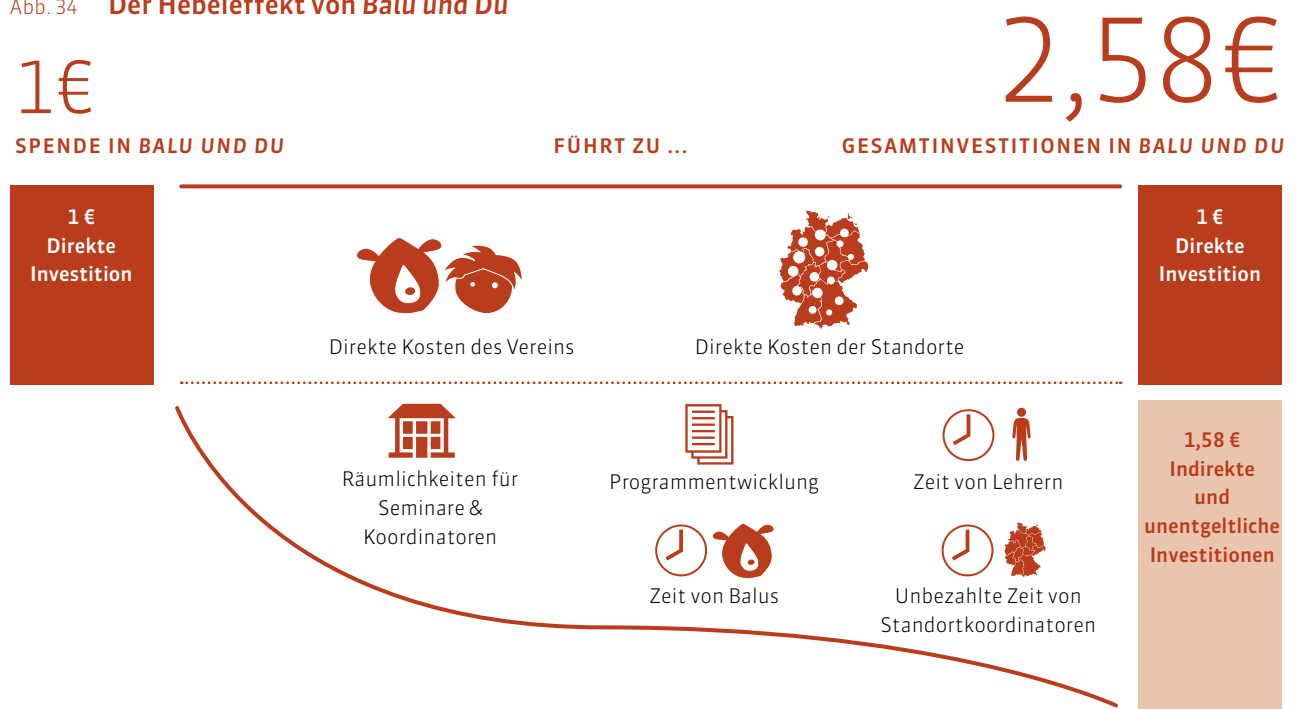 Abb. 34 Der Hebeleffekt von Balu und Du
1€
2,58€
SPENDE IN BALU UND DU
FÜHRT ZU ...
GESAMTINVESTITIONEN IN BALU UND DU
1 €
Direkte
Investition
Direkte Kosten des Vereins
Direkte Kosten der Standorte
1 €
Direkte
Investition
Räumlichkeiten für
Seminare &
Koordinatoren
Programmentwicklung
Zeit von Lehrern
Zeit von Balus
Unbezahlte Zeit von
Standortkoordinatoren
1,58 €
Indirekte
und
unentgeltliche
Investitionen